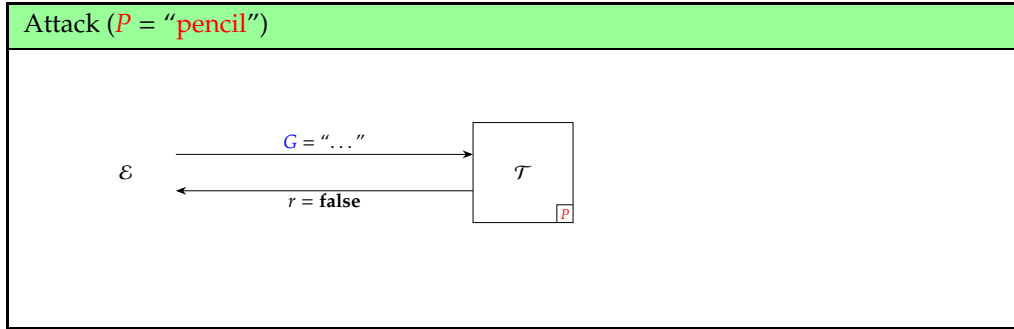 Attack (P = “pencil”)
G = “. . . ”
ℰ
𝒯
r = false
P